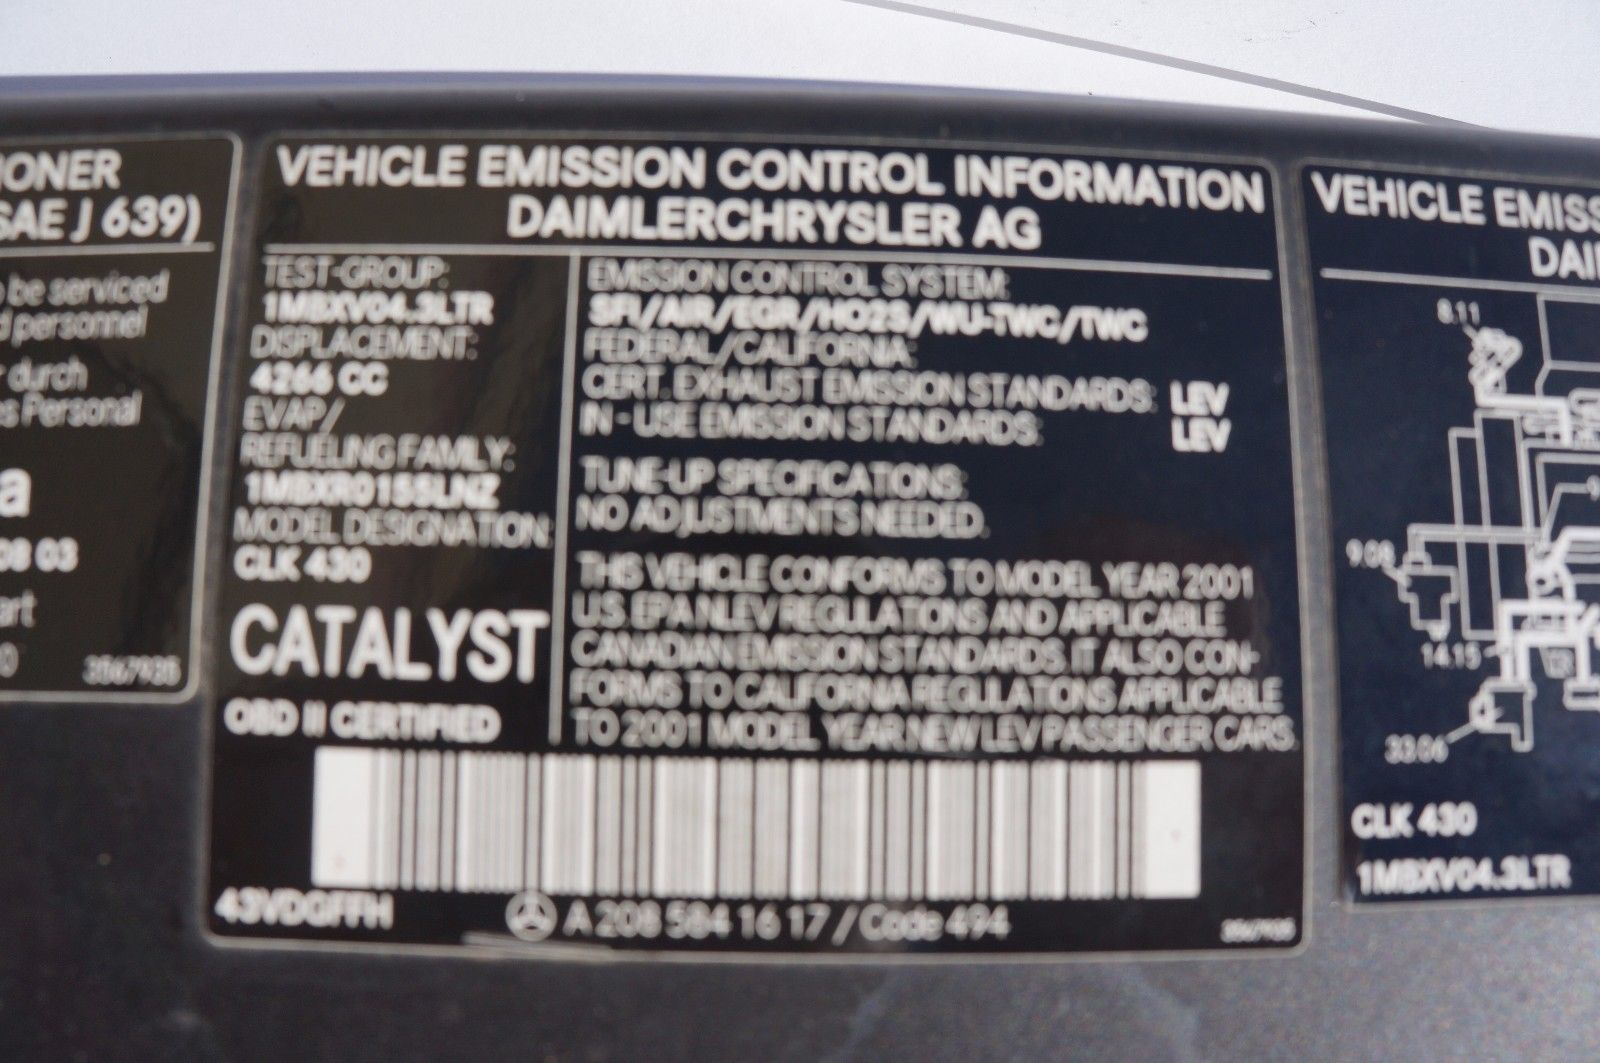 IONER
SAE J 639)
be serviced
d personnel
durch
es Personal
a
08 03
art
0
3567935
VEHICLE EMISSION CONTROL INFORMATION
DAIMLERCHRYSLER AG
TEST-GROUP:
1MBXV04.3LTR
DISPLACEMENT:
4266 CC
EVAP/
REFUELING FAMILY:
1MBXR0155LNZ
MODEL DESIGNATION:
CLK 430
CATALYST
OBD II CERTIFIED
EMISSION CONTROL SYSTEM:
SFI/AIR/EGR/HO2S/WU-TWC/TWC
FEDERAL/CALIFORNIA:
CERT. EXHAUST EMISSION STANDARDS: LEV
IN - USE EMISSION STANDARDS: LEV
TUNE-UP SPECIFICATIONS:
NO ADJUSTMENTS NEEDED.
THIS VEHICLE CONFORMS TO MODEL YEAR 2001
U.S. EPA NLEV REGULATIONS AND APPLICABLE
CANADIAN EMISSION STANDARDS. IT ALSO CON-
FORMS TO CALIFORNIA REGULATIONS APPLICABLE
TO 2001 MODEL YEAR NEW LEV PASSENGER CARS.
43VDGFFH
A 208 584 16 17 / Code 494
3567935
VEHICLE EMISS
DAI
8.11
9.08
14.15
33.06
CLK 430
1MBXV04.3LTR